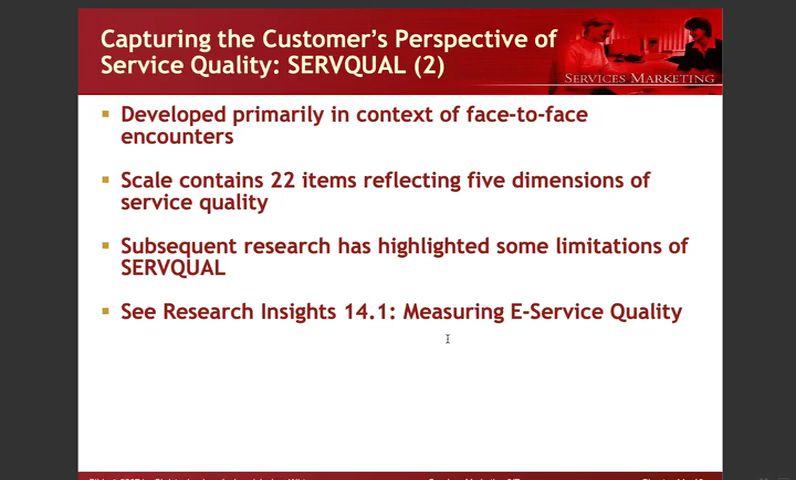 Capturing the Customer's Perspective of
Service Quality: SERVQUAL (2)
SERVICES MARKETING
▪ Developed primarily in context of face-to-face
encounters
▪ Scale contains 22 items reflecting five dimensions of
service quality
▪ Subsequent research has highlighted some limitations of
SERVQUAL
▪ See Research Insights 14.1: Measuring E-Service Quality